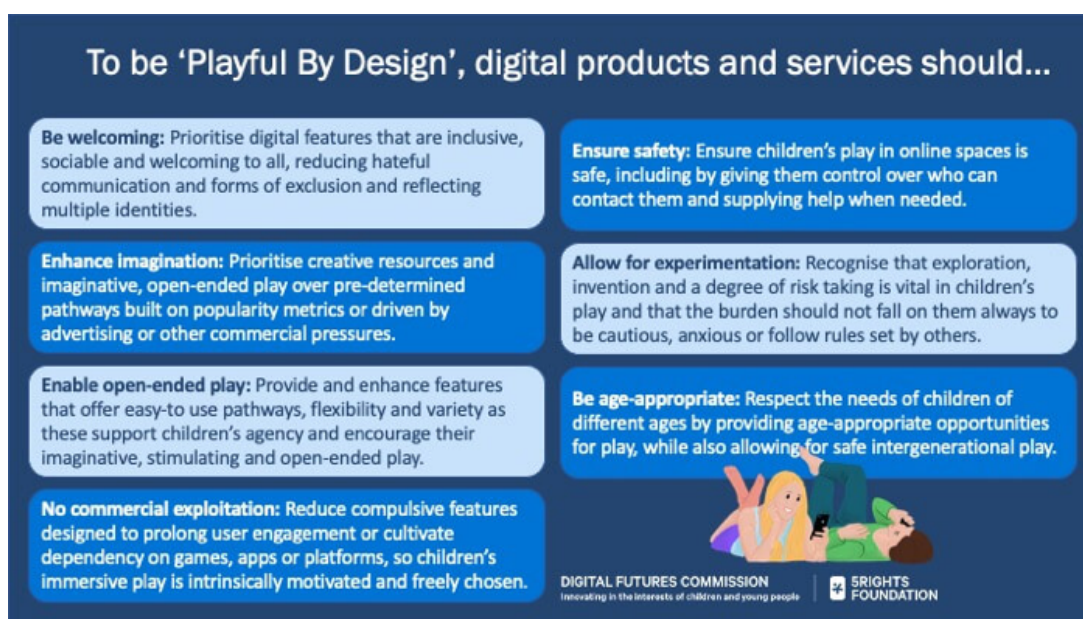 To be ‘Playful By Design’, digital products and services should...
Be welcoming: Prioritise digital features that are inclusive,
sociable and welcoming to all, reducing hateful
communication and forms of exclusion and reflecting
multiple identities.
Enhance imagination: Prioritise creative resources and
imaginative, open-ended play over pre-determined
pathways built on popularity metrics or driven by
advertising or other commercial pressures.
Enable open-ended play: Provide and enhance features
that offer easy-to use pathways, flexibility and variety as
these support children’s agency and encourage their
imaginative, stimulating and open-ended play.
No commercial exploitation: Reduce compulsive features
designed to prolong user engagement or cultivate
dependency on games, apps or platforms, so children’s
immersive play is intrinsically motivated and freely chosen.
Ensure safety: Ensure children’s play in online spaces is
safe, including by giving them control over who can
contact them and supplying help when needed.
Allow for experimentation: Recognise that exploration,
invention and a degree of risk taking is vital in children’s
play and that the burden should not fall on them always to
be cautious, anxious or follow rules set by others.
Be age-appropriate: Respect the needs of children of
different ages by providing age-appropriate opportunities
for play, while also allowing for safe intergenerational play.
DIGITAL FUTURES COMMISSION
Innovating in the interests of children and young people
5RIGHTS
FOUNDATION